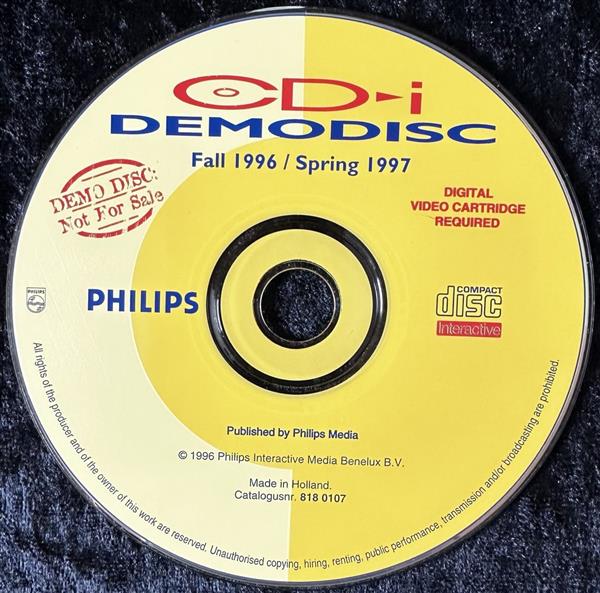 CD-i
DEMODISC
Fall 1996 / Spring 1997
DEMO DISC:
Not For Sale
DIGITAL
VIDEO CARTRIDGE
REQUIRED
PHILIPS
PHILIPS
COMPACT
disc
Interactive
Published by Philips Media
© 1996 Philips Interactive Media Benelux B.V.
Made in Holland.
Catalogusnr. 818 0107
All rights of the producer and of the owner of this work are reserved. Unauthorised copying, hiring, renting, public performance, transmission and/or broadcasting are prohibited.